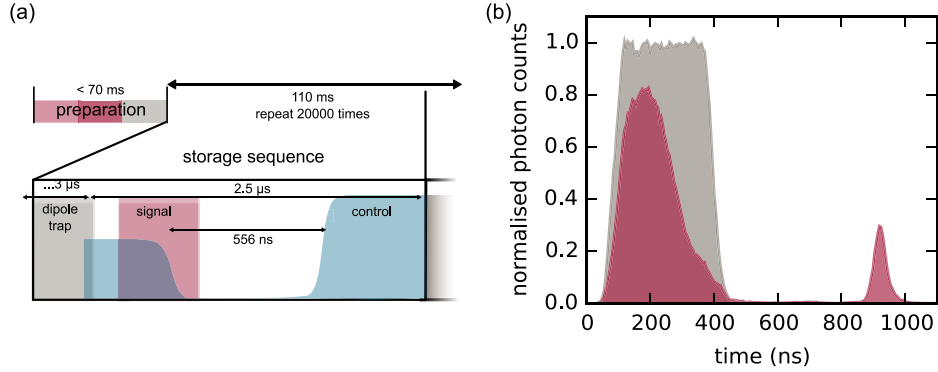 (a)
< 70 ms
preparation
110 ms
repeat 20000 times
storage sequence
...3 μs
2.5 μs
dipole
trap
signal
control
556 ns
(b)
normalised photon counts
1.0
0.8
0.6
0.4
0.2
0.0
0
200
400
600
800
1000
time (ns)